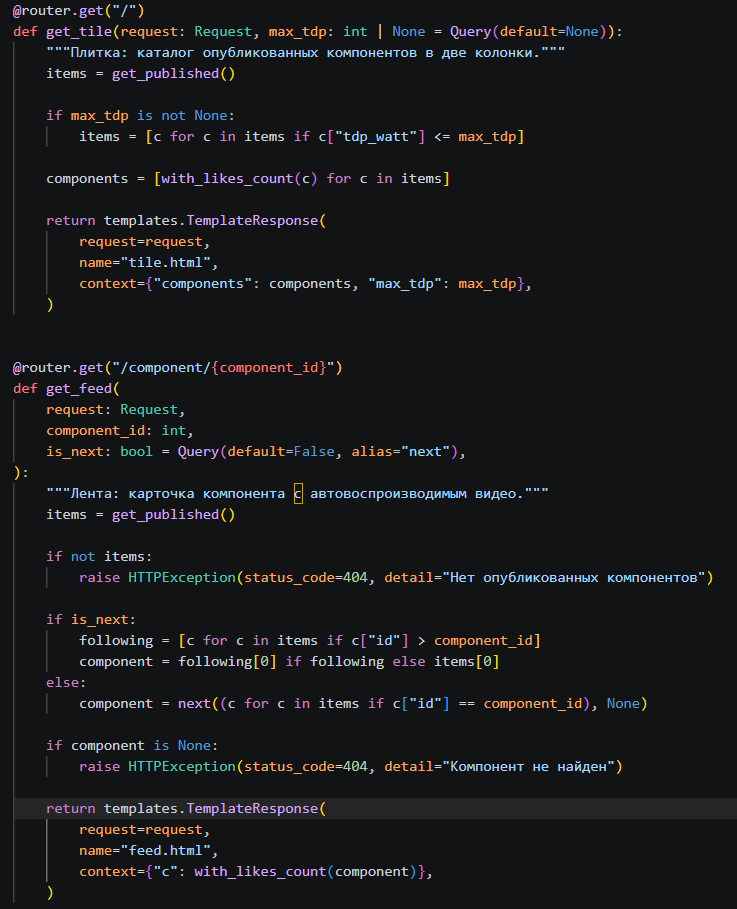 @router.get("/")
def get_tile(request: Request, max_tdp: int | None = Query(default=None)):
    """Плитка: каталог опубликованных компонентов в две колонки."""
    items = get_published()

    if max_tdp is not None:
        items = [c for c in items if c["tdp_watt"] <= max_tdp]

    components = [with_likes_count(c) for c in items]

    return templates.TemplateResponse(
        request=request,
        name="tile.html",
        context={"components": components, "max_tdp": max_tdp},
    )


@router.get("/component/{component_id}")
def get_feed(
    request: Request,
    component_id: int,
    is_next: bool = Query(default=False, alias="next"),
):
    """Лента: карточка компонента с автовоспроизводимым видео."""
    items = get_published()

    if not items:
        raise HTTPException(status_code=404, detail="Нет опубликованных компонентов")

    if is_next:
        following = [c for c in items if c["id"] > component_id]
        component = following[0] if following else items[0]
    else:
        component = next((c for c in items if c["id"] == component_id), None)

    if component is None:
        raise HTTPException(status_code=404, detail="Компонент не найден")

    return templates.TemplateResponse(
        request=request,
        name="feed.html",
        context={"c": with_likes_count(component)},
    )